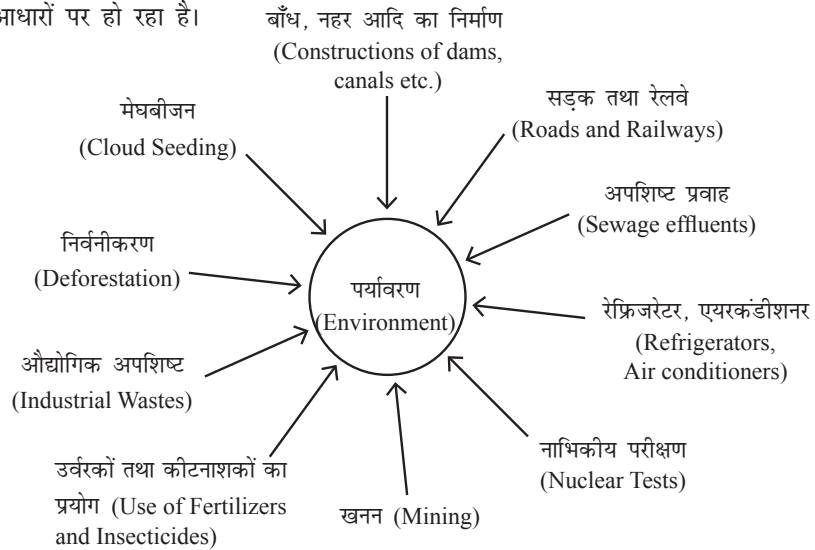 आधारों पर हो रहा है।
बाँध, नहर आदि का निर्माण
(Constructions of dams,
canals etc.)
सड़क तथा रेलवे
(Roads and Railways)
अपशिष्ट प्रवाह
(Sewage effluents)
रेफ्रिजरेटर, एयरकंडीशनर
(Refrigerators,
Air conditioners)
नाभिकीय परीक्षण
(Nuclear Tests)
खनन (Mining)
उर्वरकों तथा कीटनाशकों का
प्रयोग (Use of Fertilizers
and Insecticides)
औद्योगिक अपशिष्ट
(Industrial Wastes)
निर्वनीकरण
(Deforestation)
मेघबीजन
(Cloud Seeding)
पर्यावरण
(Environment)